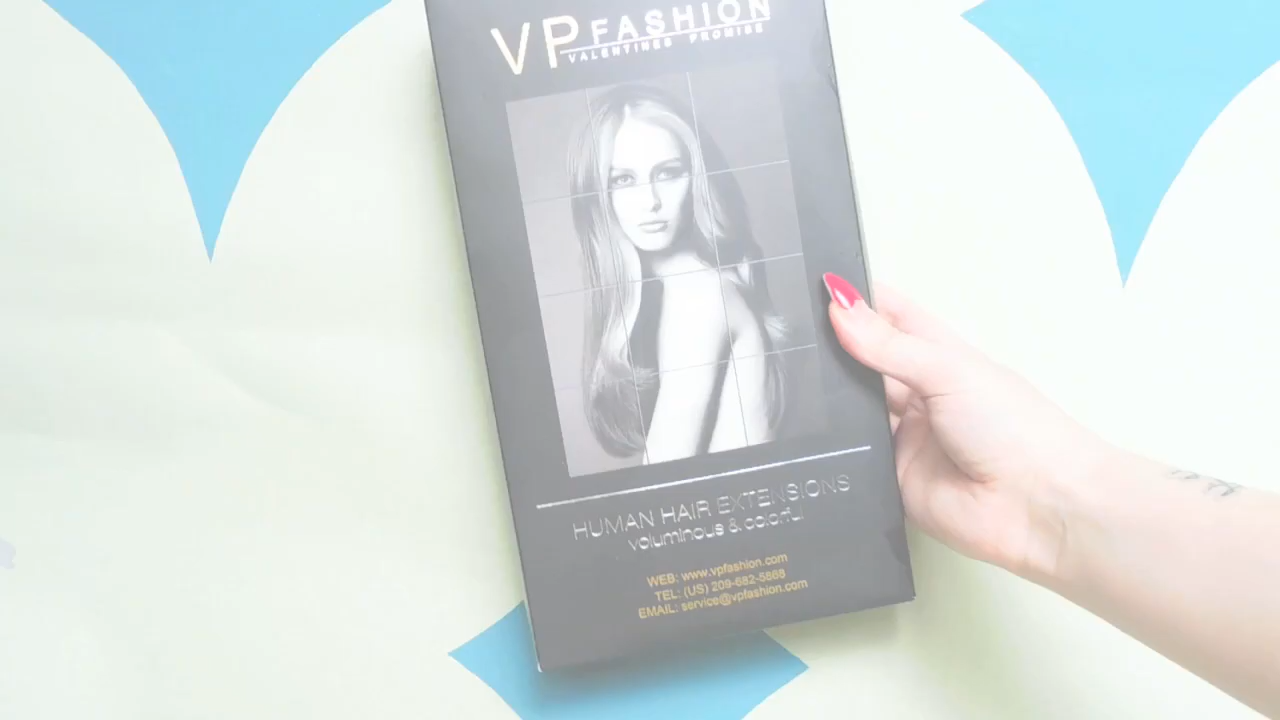 VP FASHION
VALENTINES PROMISE
HUMAN HAIR EXTENSIONS
voluminous & colorful
WEB: www.vpfashion.com
TEL: (US) 209-682-5868
EMAIL: service@vpfashion.com